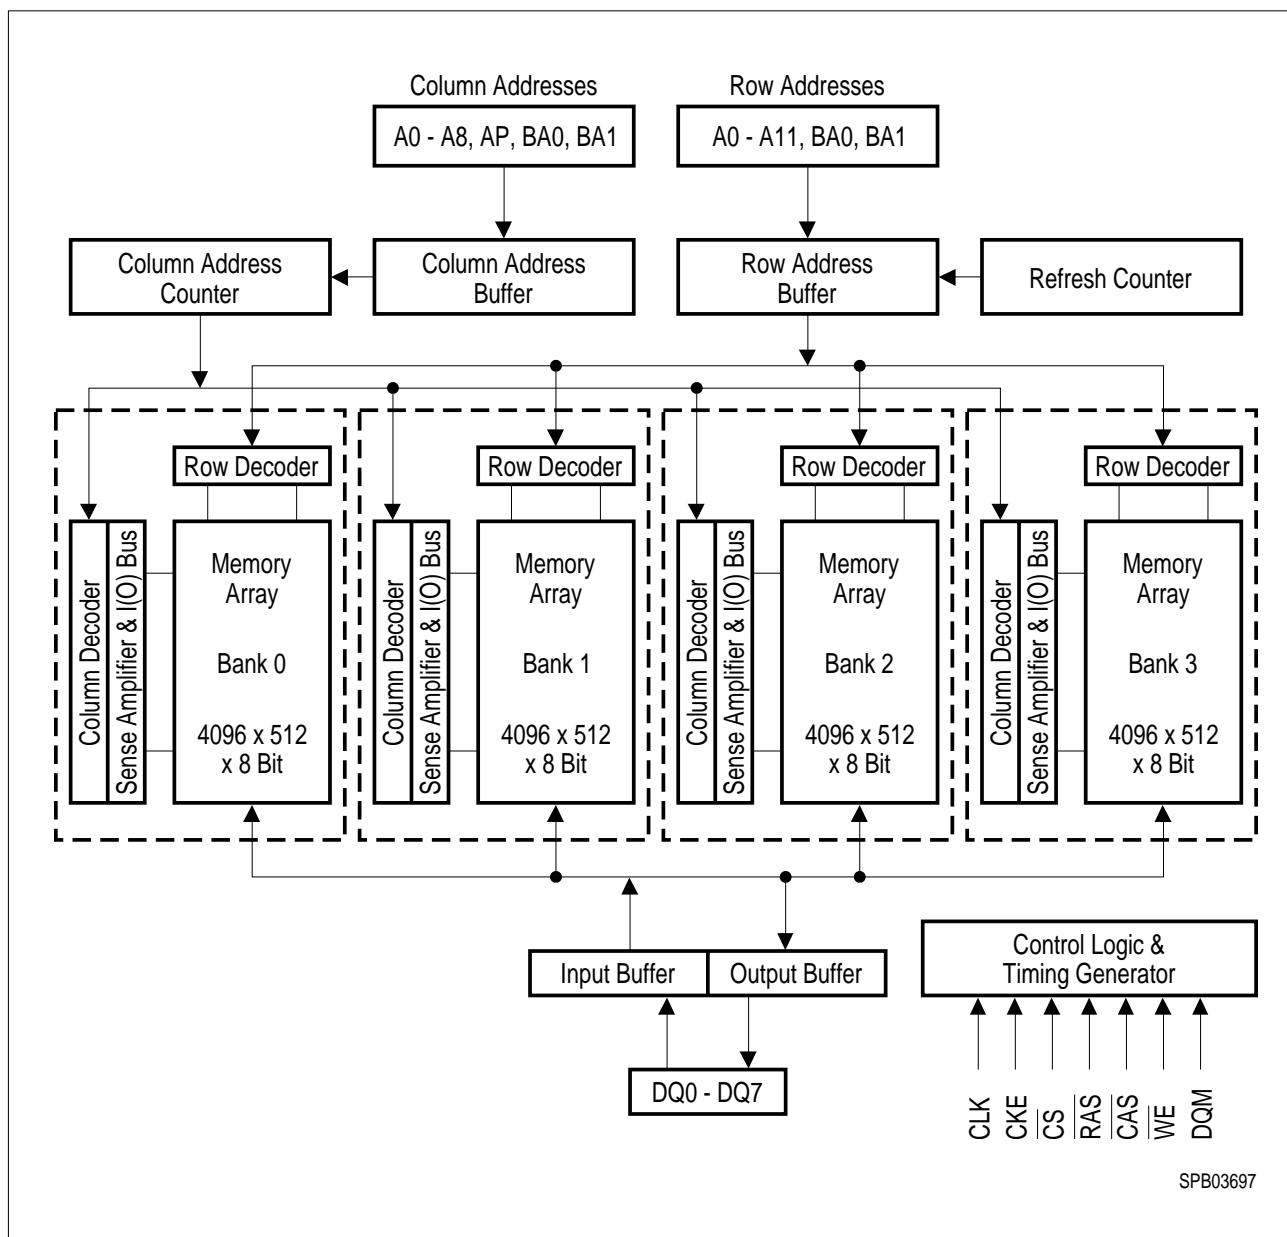 Column Addresses
A0 - A8, AP, BA0, BA1
Row Addresses
A0 - A11, BA0, BA1
Column Address
Counter
Column Address
Buffer
Row Address
Buffer
Refresh Counter
Row Decoder
Row Decoder
Row Decoder
Row Decoder
Column Decoder
Sense Amplifier & I(O) Bus
Memory
Array
Bank 0
4096 x 512
x 8 Bit
Column Decoder
Sense Amplifier & I(O) Bus
Memory
Array
Bank 1
4096 x 512
x 8 Bit
Column Decoder
Sense Amplifier & I(O) Bus
Memory
Array
Bank 2
4096 x 512
x 8 Bit
Column Decoder
Sense Amplifier & I(O) Bus
Memory
Array
Bank 3
4096 x 512
x 8 Bit
Input Buffer
Output Buffer
Control Logic &
Timing Generator
DQ0 - DQ7
CLK
CKE
C̅S̅
R̅A̅S̅
C̅A̅S̅
W̅E̅
DQM
SPB03697